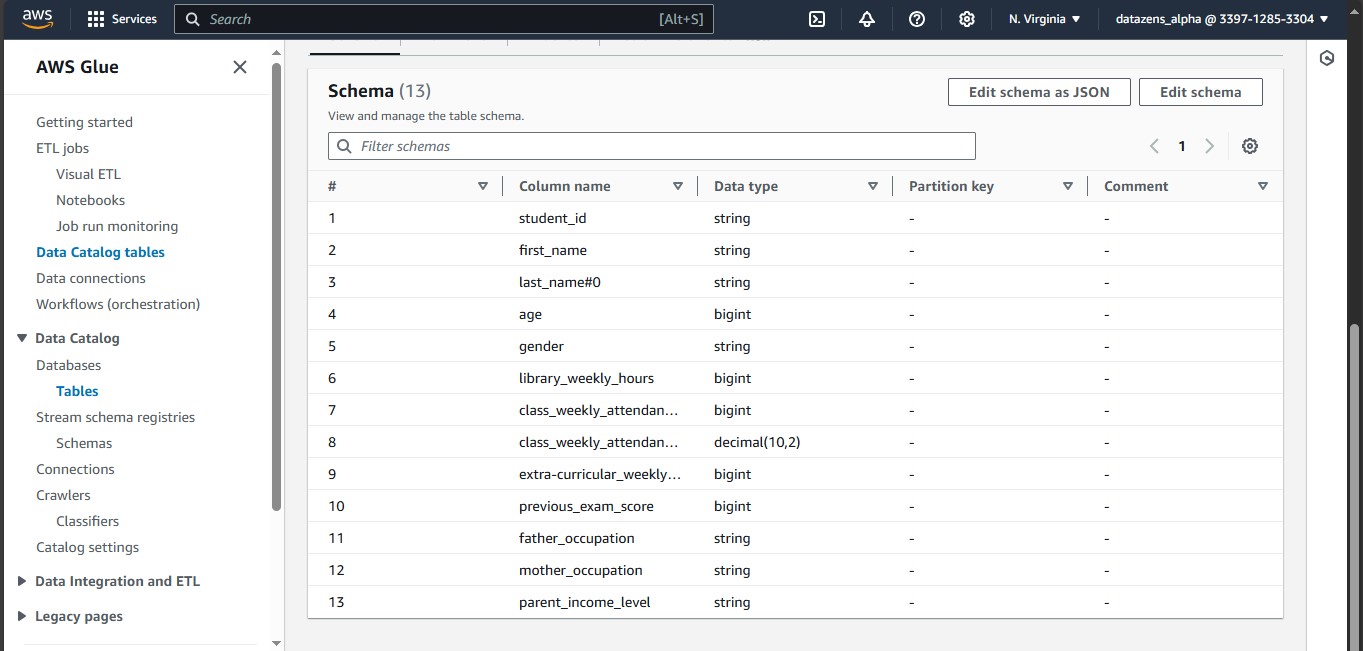 aws Services Search [Alt+S] N. Virginia datazens_alpha @ 3397-1285-3304
AWS Glue
Getting started
ETL jobs
Visual ETL
Notebooks
Job run monitoring
Data Catalog tables
Data connections
Workflows (orchestration)
Data Catalog
Databases
Tables
Stream schema registries
Schemas
Connections
Crawlers
Classifiers
Catalog settings
Data Integration and ETL
Legacy pages
Schema (13) Edit schema as JSON Edit schema
View and manage the table schema.
Filter schemas 1
# Column name Data type Partition key Comment
1 student_id string - -
2 first_name string - -
3 last_name#0 string - -
4 age bigint - -
5 gender string - -
6 library_weekly_hours bigint - -
7 class_weekly_attendan... bigint - -
8 class_weekly_attendan... decimal(10,2) - -
9 extra-curricular_weekly... bigint - -
10 previous_exam_score bigint - -
11 father_occupation string - -
12 mother_occupation string - -
13 parent_income_level string - -